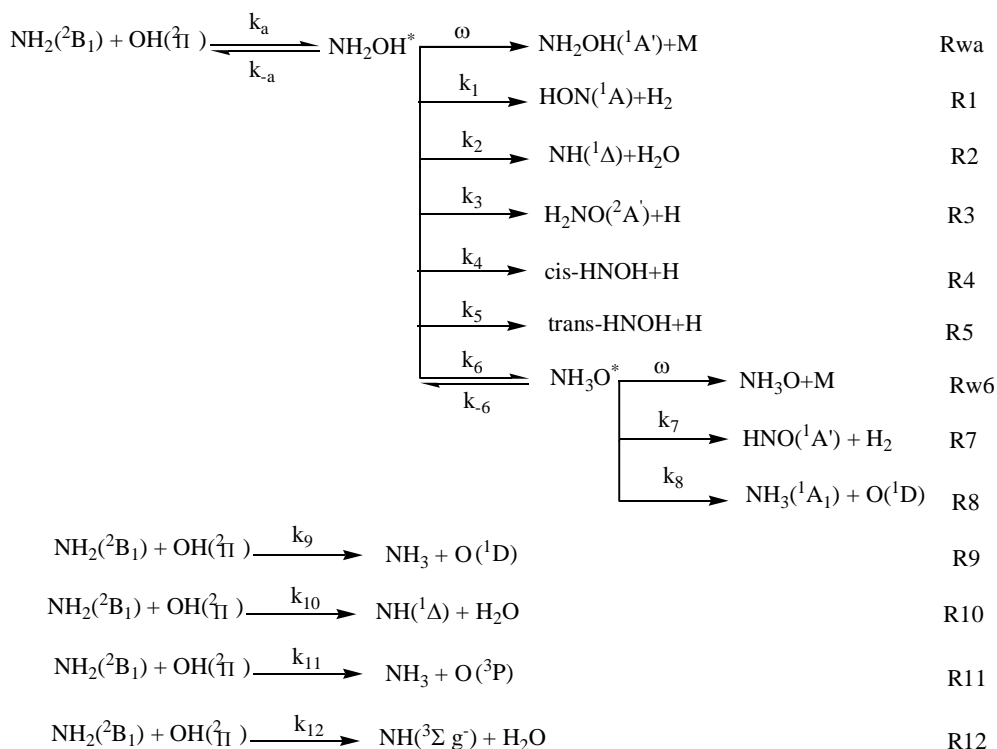 NH₂(²B₁) + OH(²Π) kₐ k₋ₐ NH₂OH* ω NH₂OH(¹A')+M Rwa
k₁ HON(¹A)+H₂ R1
k₂ NH(¹Δ)+H₂O R2
k₃ H₂NO(²A')+H R3
k₄ cis-HNOH+H R4
k₅ trans-HNOH+H R5
k₆ k₋₆ NH₃O* ω NH₃O+M Rw6
k₇ HNO(¹A') + H₂ R7
k₈ NH₃(¹A₁) + O(¹D) R8
NH₂(²B₁) + OH(²Π) k₉ NH₃ + O(¹D) R9
NH₂(²B₁) + OH(²Π) k₁₀ NH(¹Δ) + H₂O R10
NH₂(²B₁) + OH(²Π) k₁₁ NH₃ + O(³P) R11
NH₂(²B₁) + OH(²Π) k₁₂ NH(³Σ g⁻) + H₂O R12